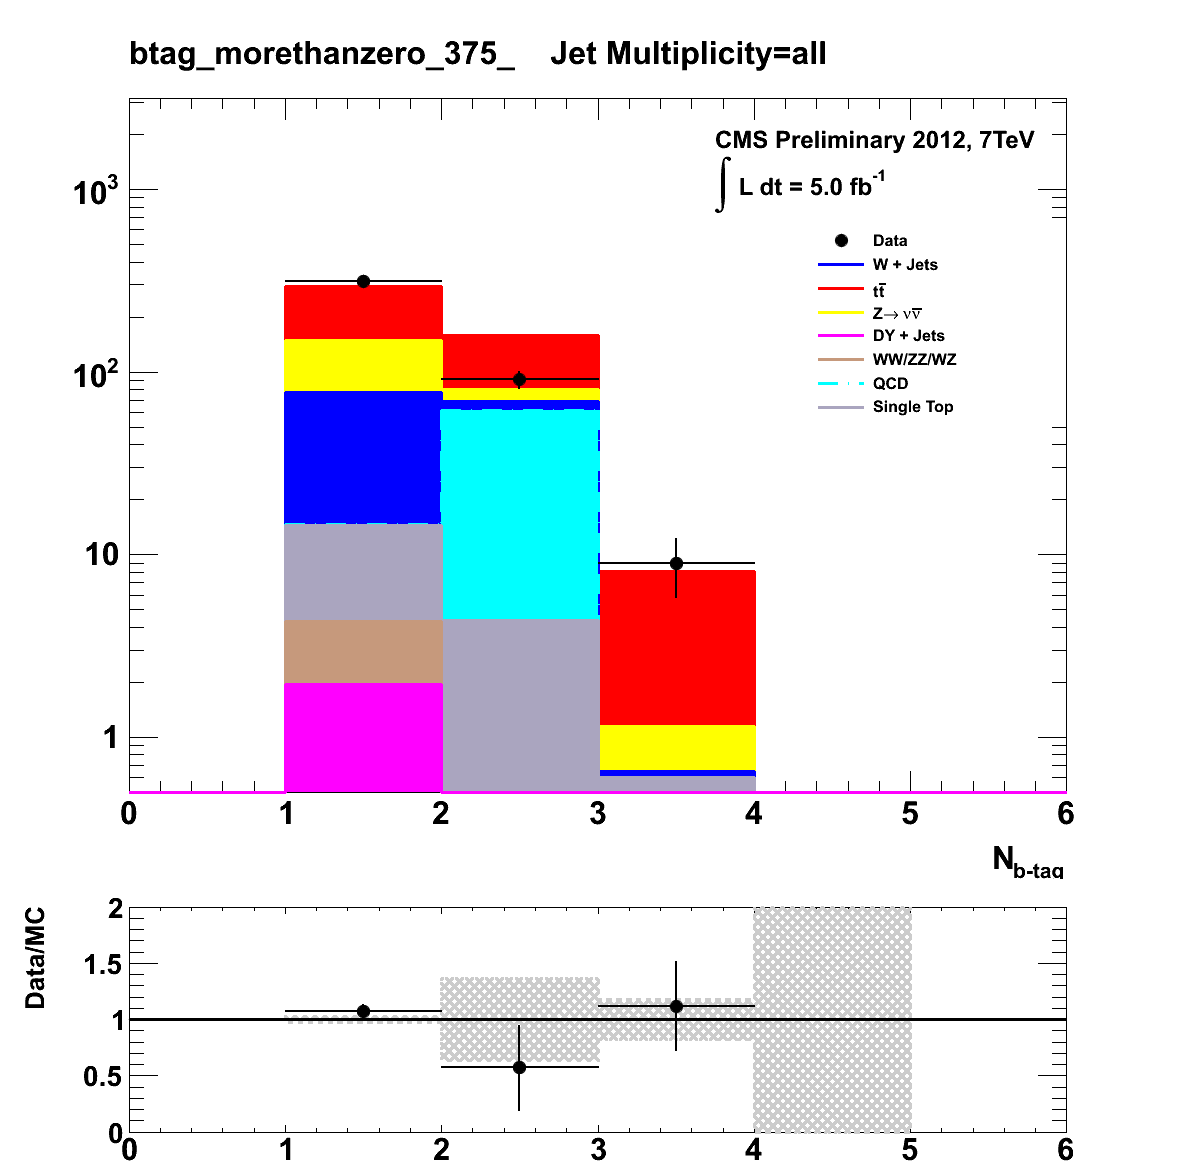 btag_morethanzero_375_ Jet Multiplicity=all
CMS Preliminary 2012, 7TeV
∫ L dt = 5.0 fb⁻¹
Data
W + Jets
tt̅
Z→ νν̅
DY + Jets
WW/ZZ/WZ
QCD
Single Top
10³
10²
10
1
0 1 2 3 4 5 6
N_b-tag
Data/MC
2
1.5
1
0.5
0
0 1 2 3 4 5 6